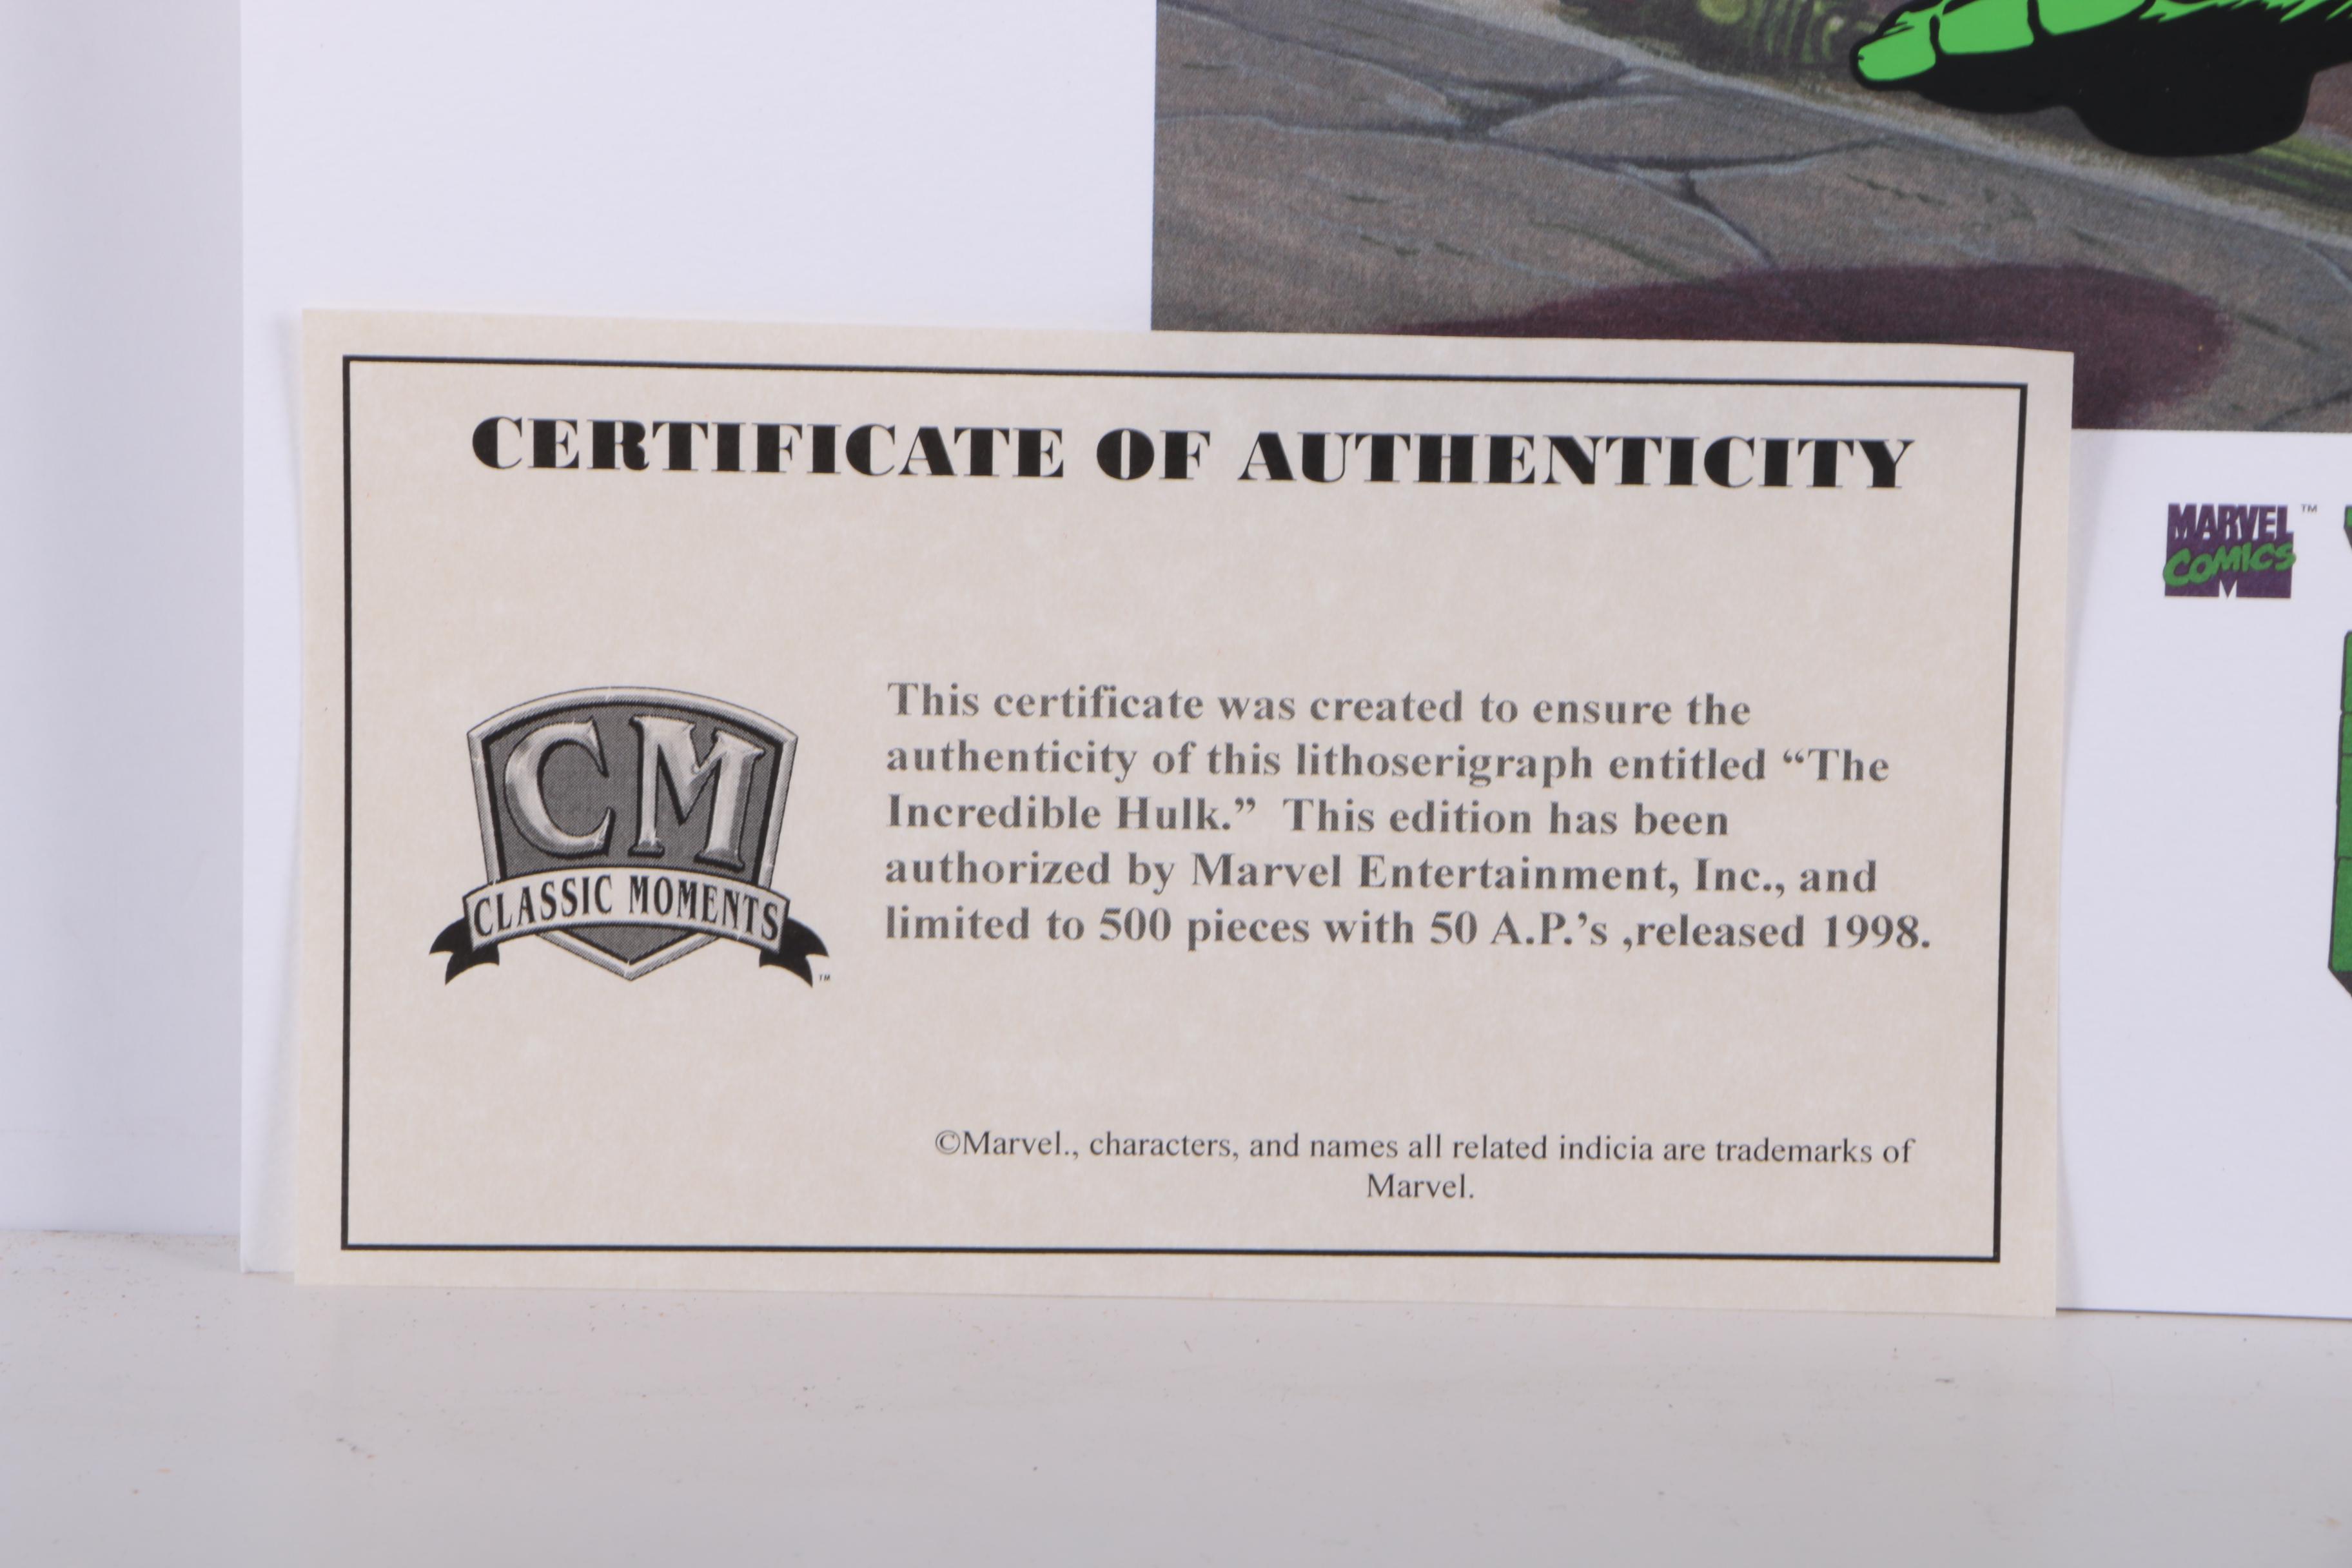 CERTIFICATE OF AUTHENTICITY
MARVEL ™
COMICS
CM
CLASSIC MOMENTS
™
This certificate was created to ensure the
authenticity of this lithoserigraph entitled “The
Incredible Hulk.”  This edition has been
authorized by Marvel Entertainment, Inc., and
limited to 500 pieces with 50 A.P.’s ,released 1998.
©Marvel., characters, and names all related indicia are trademarks of
Marvel.